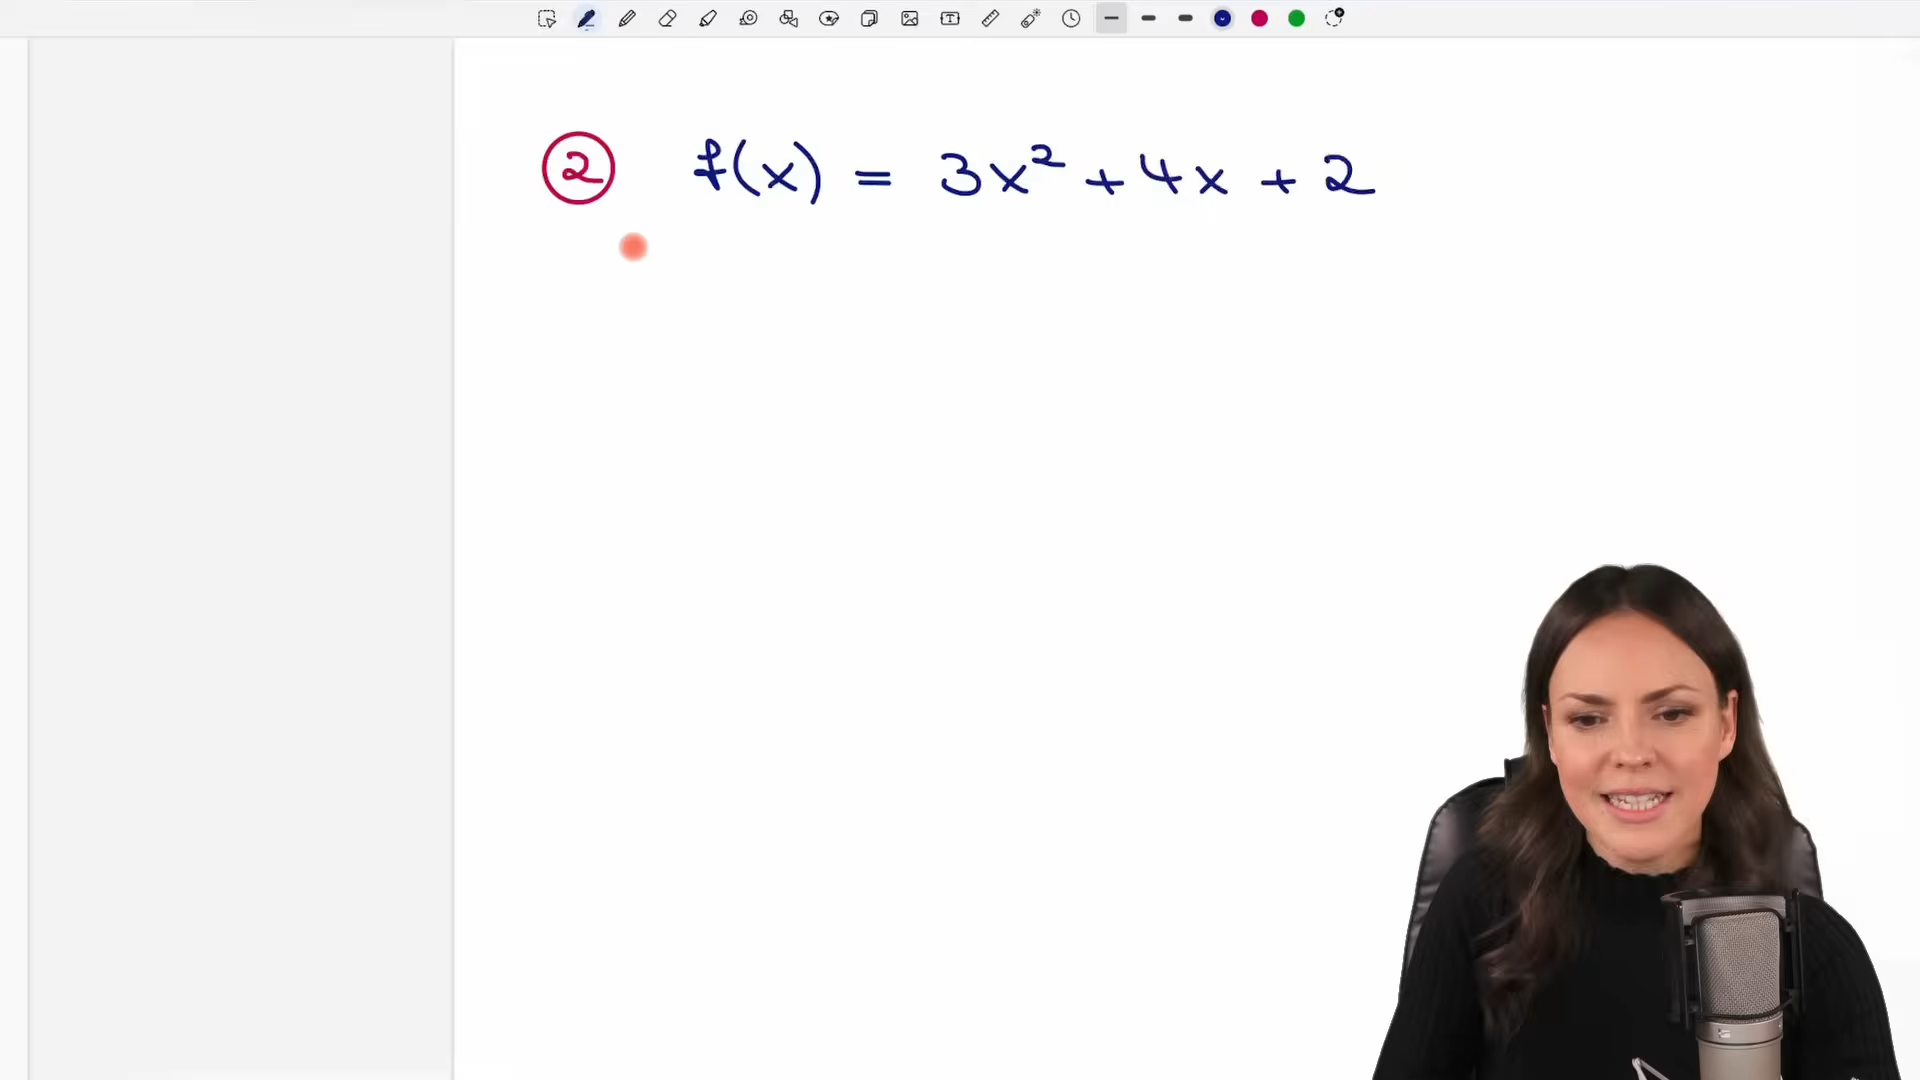 ② f(x) = 3x² + 4x + 2